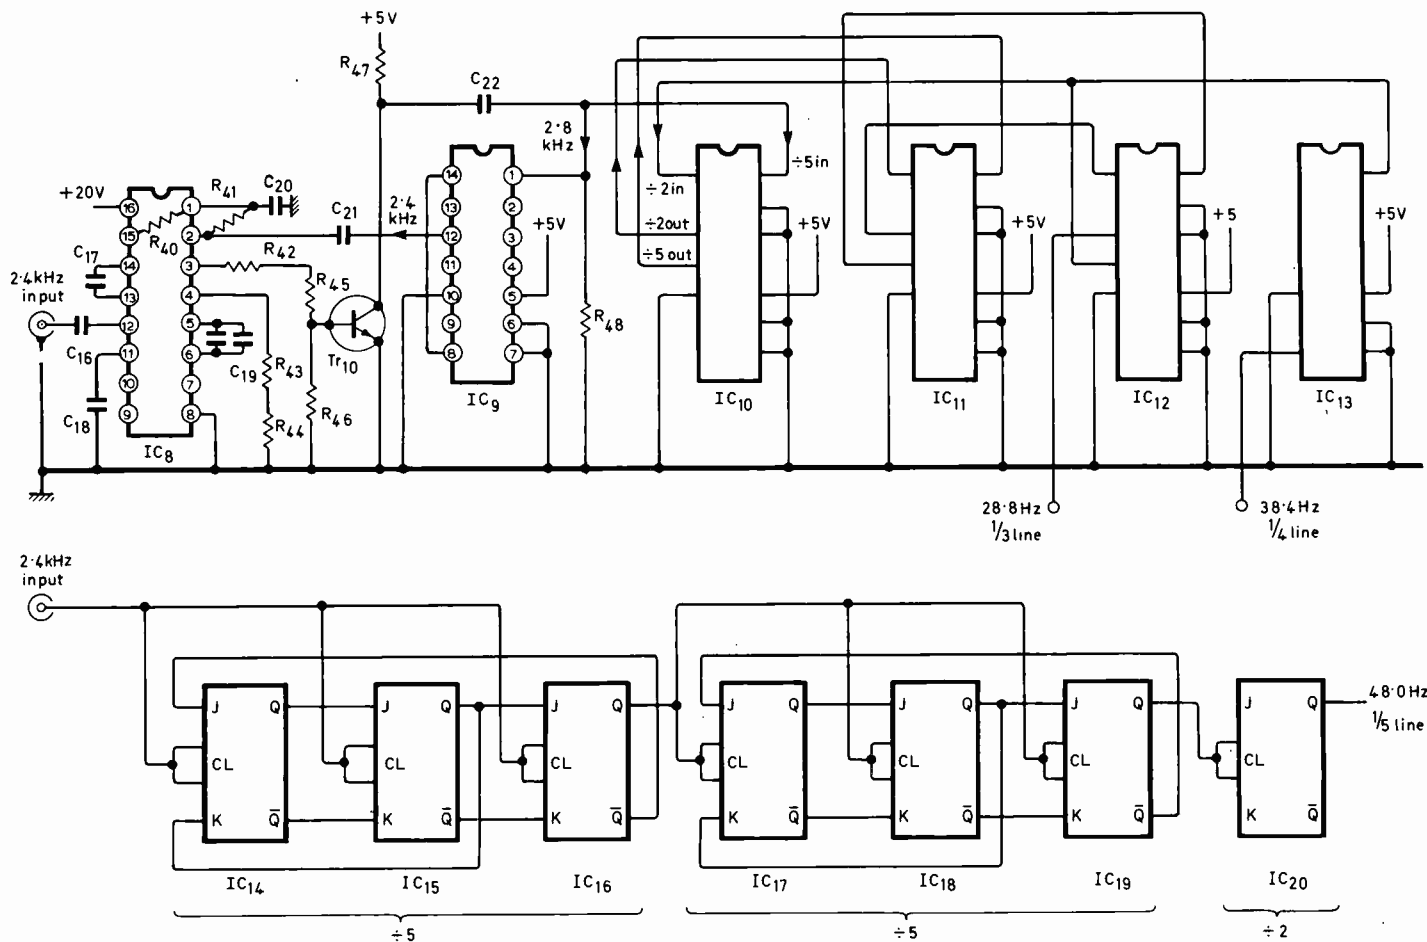 +5V
R47
C22
2·8
kHz
÷5in
÷2in
÷2out
÷5out
+5V
+5V
+5
+5V
+20V
R41
C20
R40
C21
2·4
kHz
+5V
R42
R45
C17
2·4kHz
input
C16
C18
C19
R43
R44
R46
Tr10
R48
16
15
14
13
12
11
10
9
1
2
3
4
5
6
7
8
14
13
12
11
10
9
8
1
2
3
4
5
6
7
IC8
IC9
IC10
IC11
IC12
IC13
28·8Hz
1/3 line
38·4Hz
1/4 line
2·4kHz
input
J Q J Q J Q J Q J Q J Q J Q
CL CL CL CL CL CL CL
K Q̅ K Q̅ K Q̅ K Q̅ K Q̅ K Q̅ K Q̅
48·0Hz
1/5 line
IC14 IC15 IC16 IC17 IC18 IC19 IC20
÷5 ÷5 ÷2